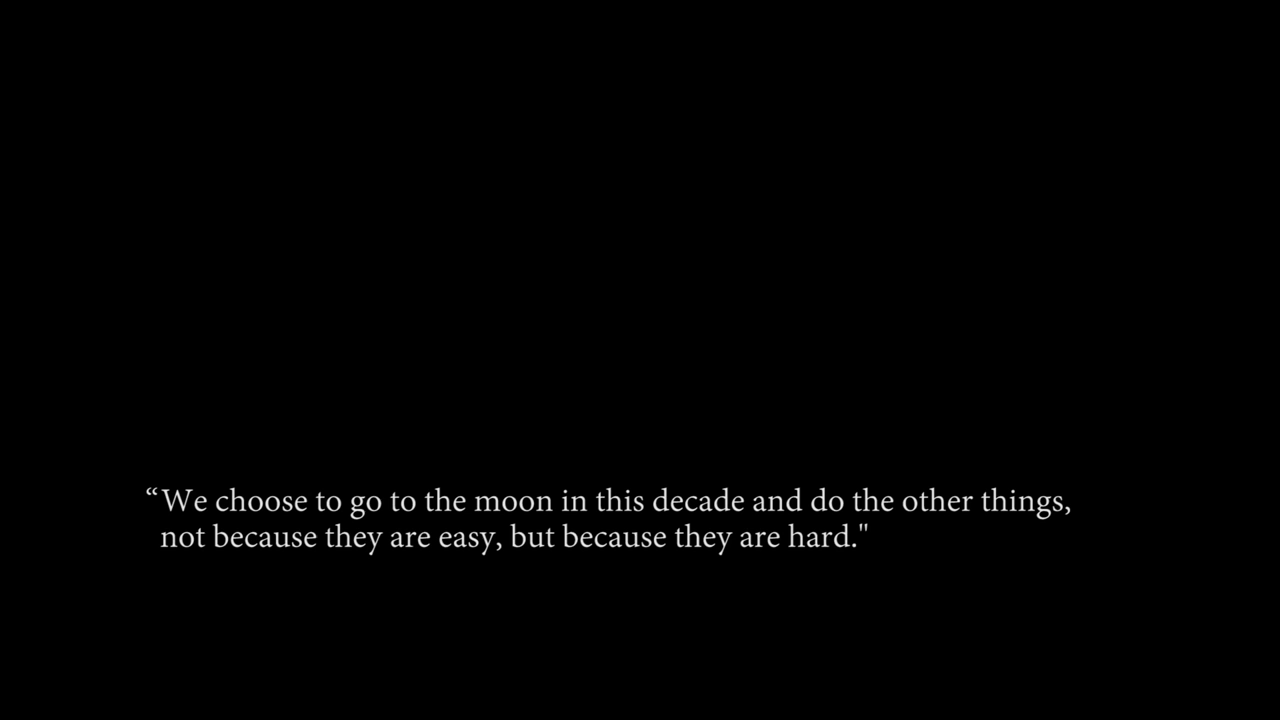 “We choose to go to the moon in this decade and do the other things,
not because they are easy, but because they are hard."